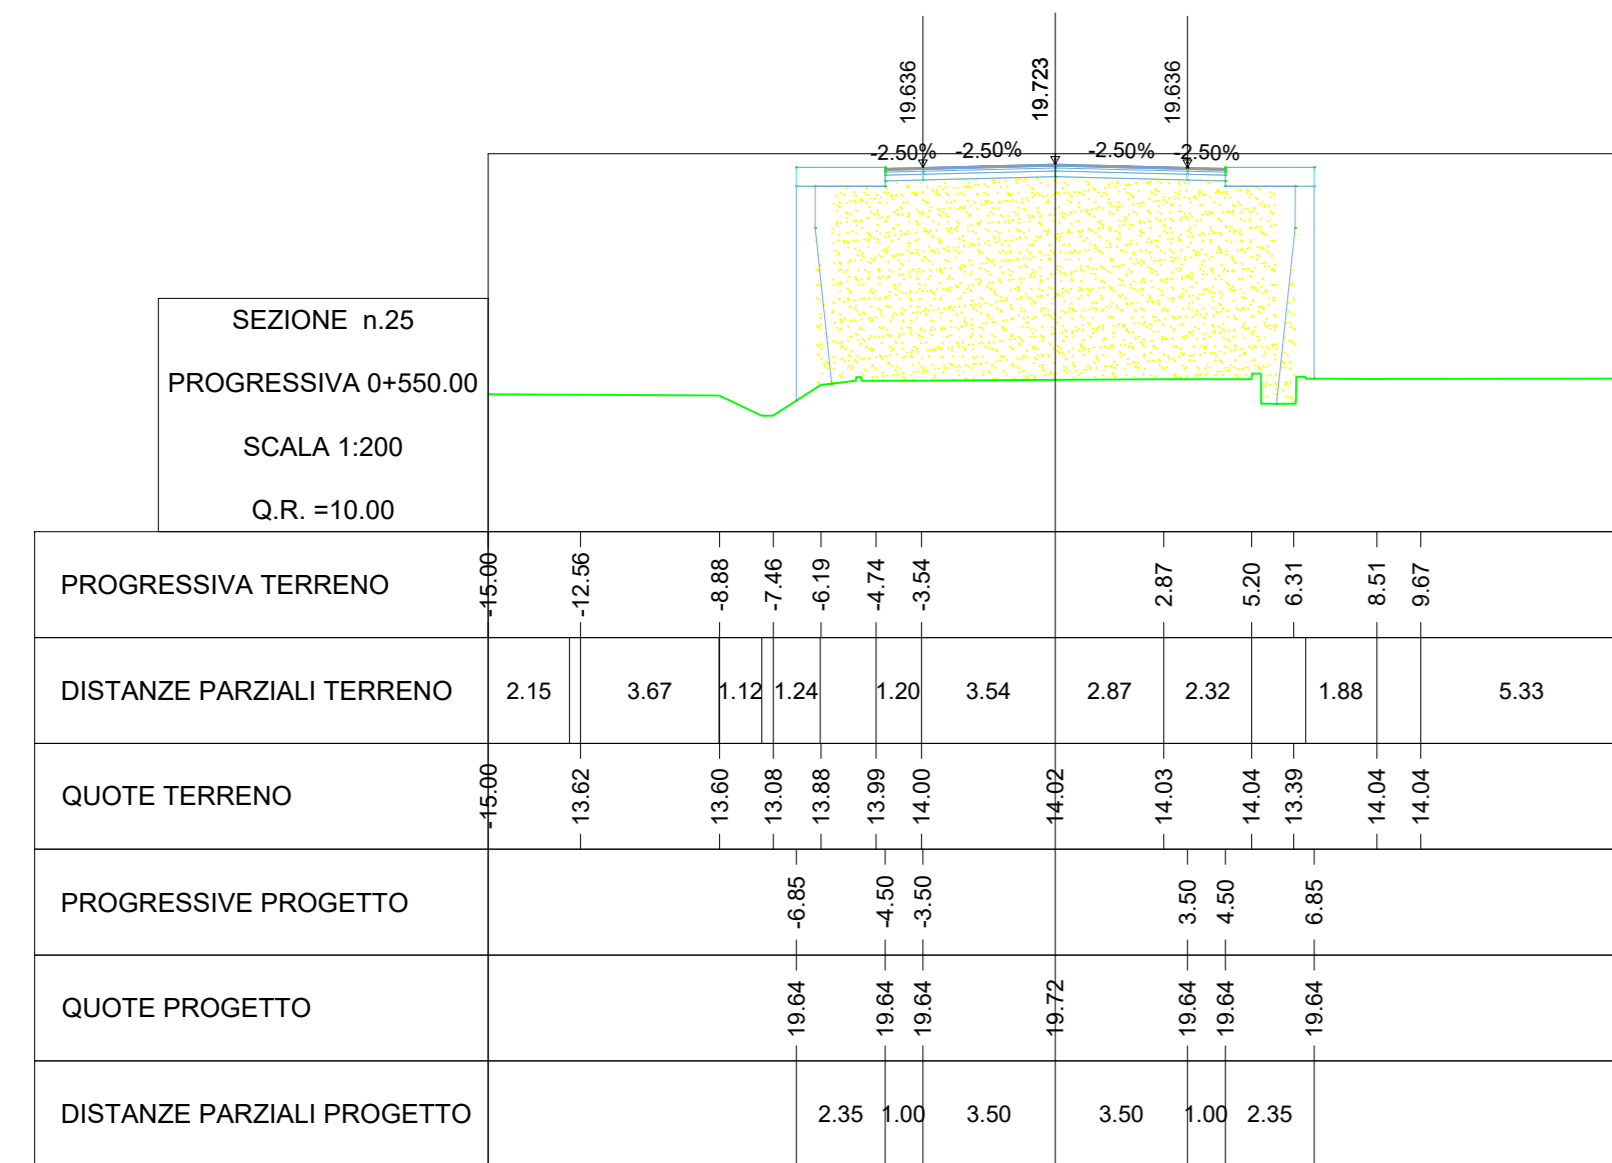 19.636 19.723 19.636
-2.50% -2.50% -2.50% -2.50%
SEZIONE n.25
PROGRESSIVA 0+550.00
SCALA 1:200
Q.R. =10.00
PROGRESSIVA TERRENO -15.00 -12.56 -8.88 -7.46 -6.19 -4.74 -3.54 2.87 5.20 6.31 8.51 9.67
DISTANZE PARZIALI TERRENO 2.15 3.67 1.12 1.24 1.20 3.54 2.87 2.32 1.88 5.33
QUOTE TERRENO -15.00 13.62 13.60 13.08 13.88 13.99 14.00 14.02 14.03 14.04 13.39 14.04 14.04
PROGRESSIVE PROGETTO -6.85 -4.50 -3.50 3.50 4.50 6.85
QUOTE PROGETTO 19.64 19.64 19.64 19.72 19.64 19.64 19.64
DISTANZE PARZIALI PROGETTO 2.35 1.00 3.50 3.50 1.00 2.35